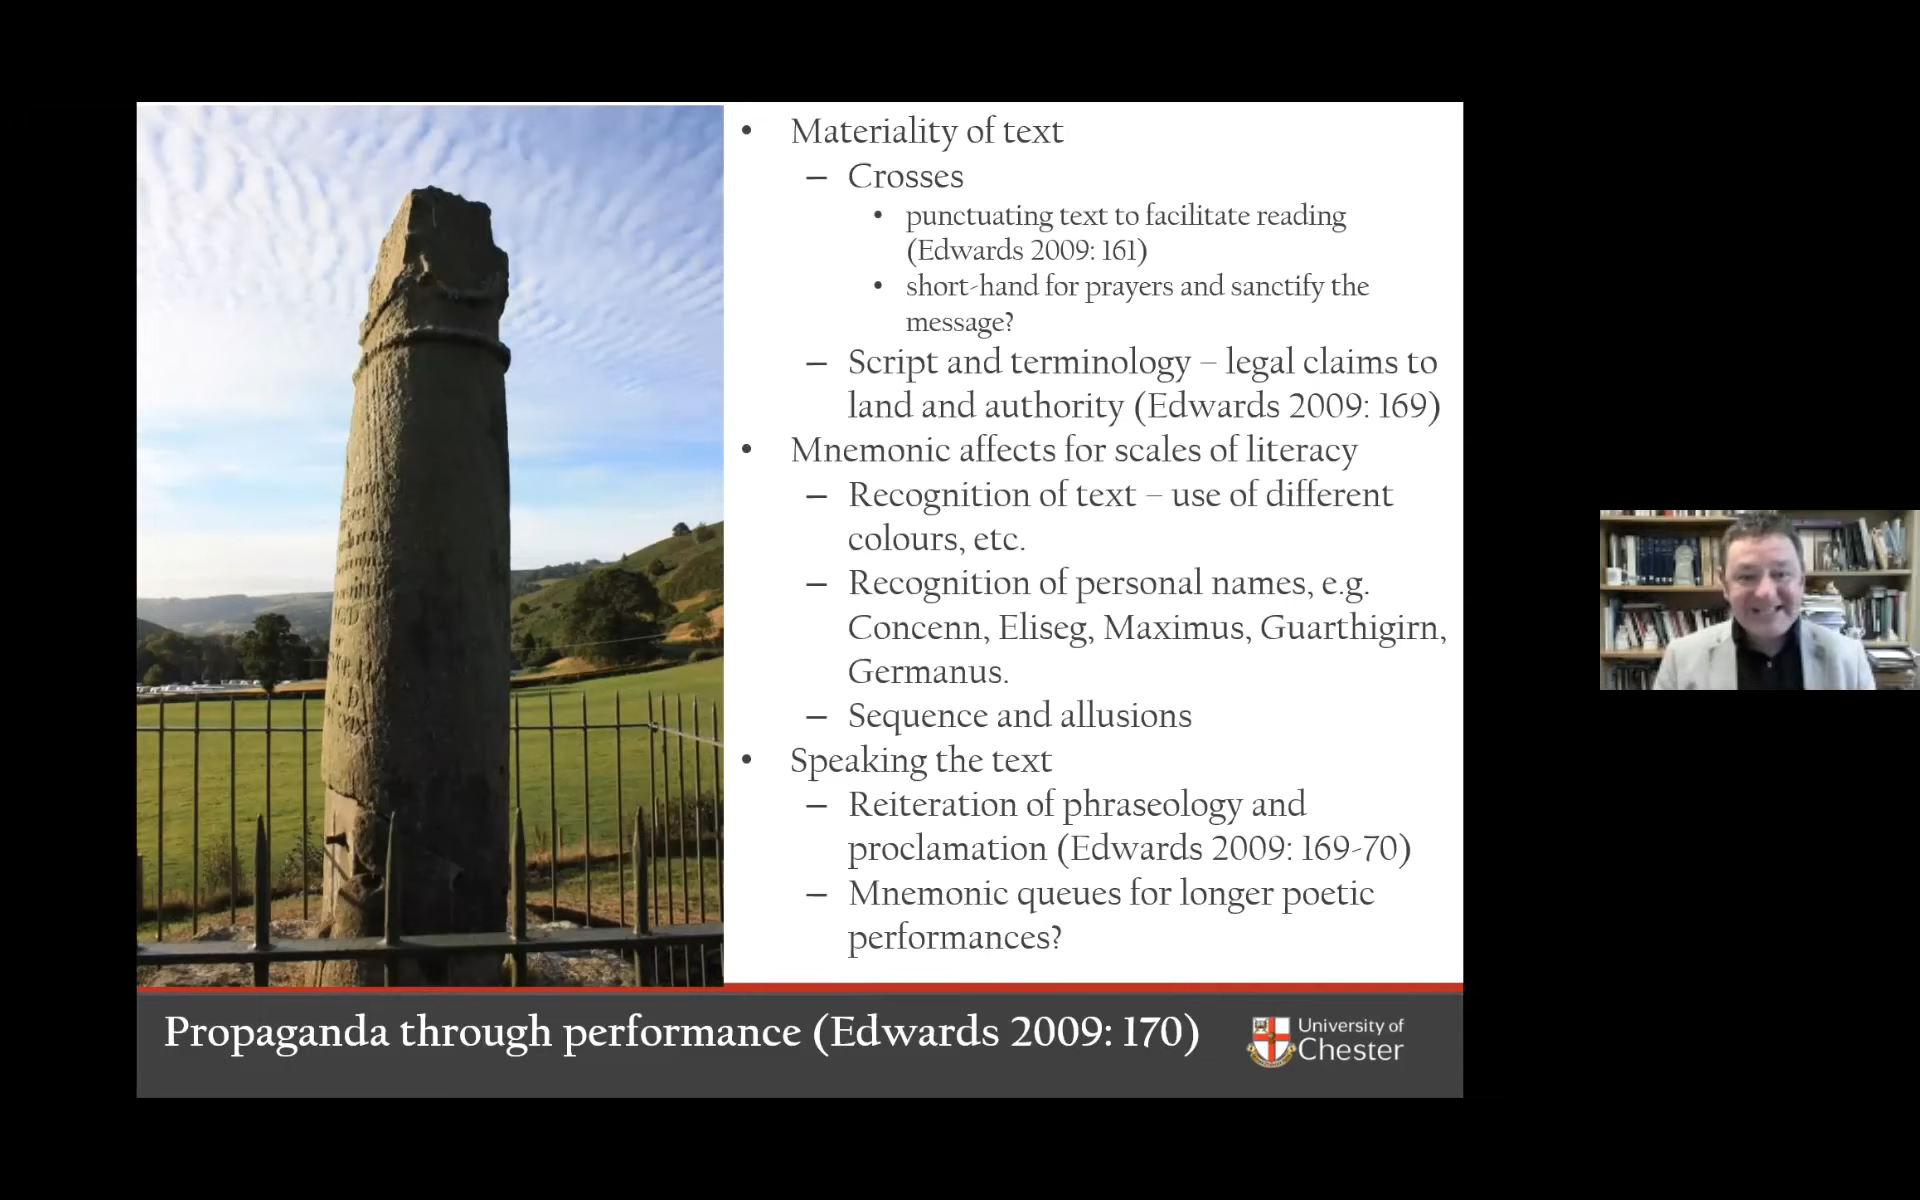 • Materiality of text
– Crosses
• punctuating text to facilitate reading
(Edwards 2009: 161)
• short-hand for prayers and sanctify the
message?
– Script and terminology – legal claims to
land and authority (Edwards 2009: 169)
• Mnemonic affects for scales of literacy
– Recognition of text – use of different
colours, etc.
– Recognition of personal names, e.g.
Concenn, Eliseg, Maximus, Guarthigirn,
Germanus.
– Sequence and allusions
• Speaking the text
– Reiteration of phraseology and
proclamation (Edwards 2009: 169-70)
– Mnemonic queues for longer poetic
performances?
Propaganda through performance (Edwards 2009: 170)
University of
Chester